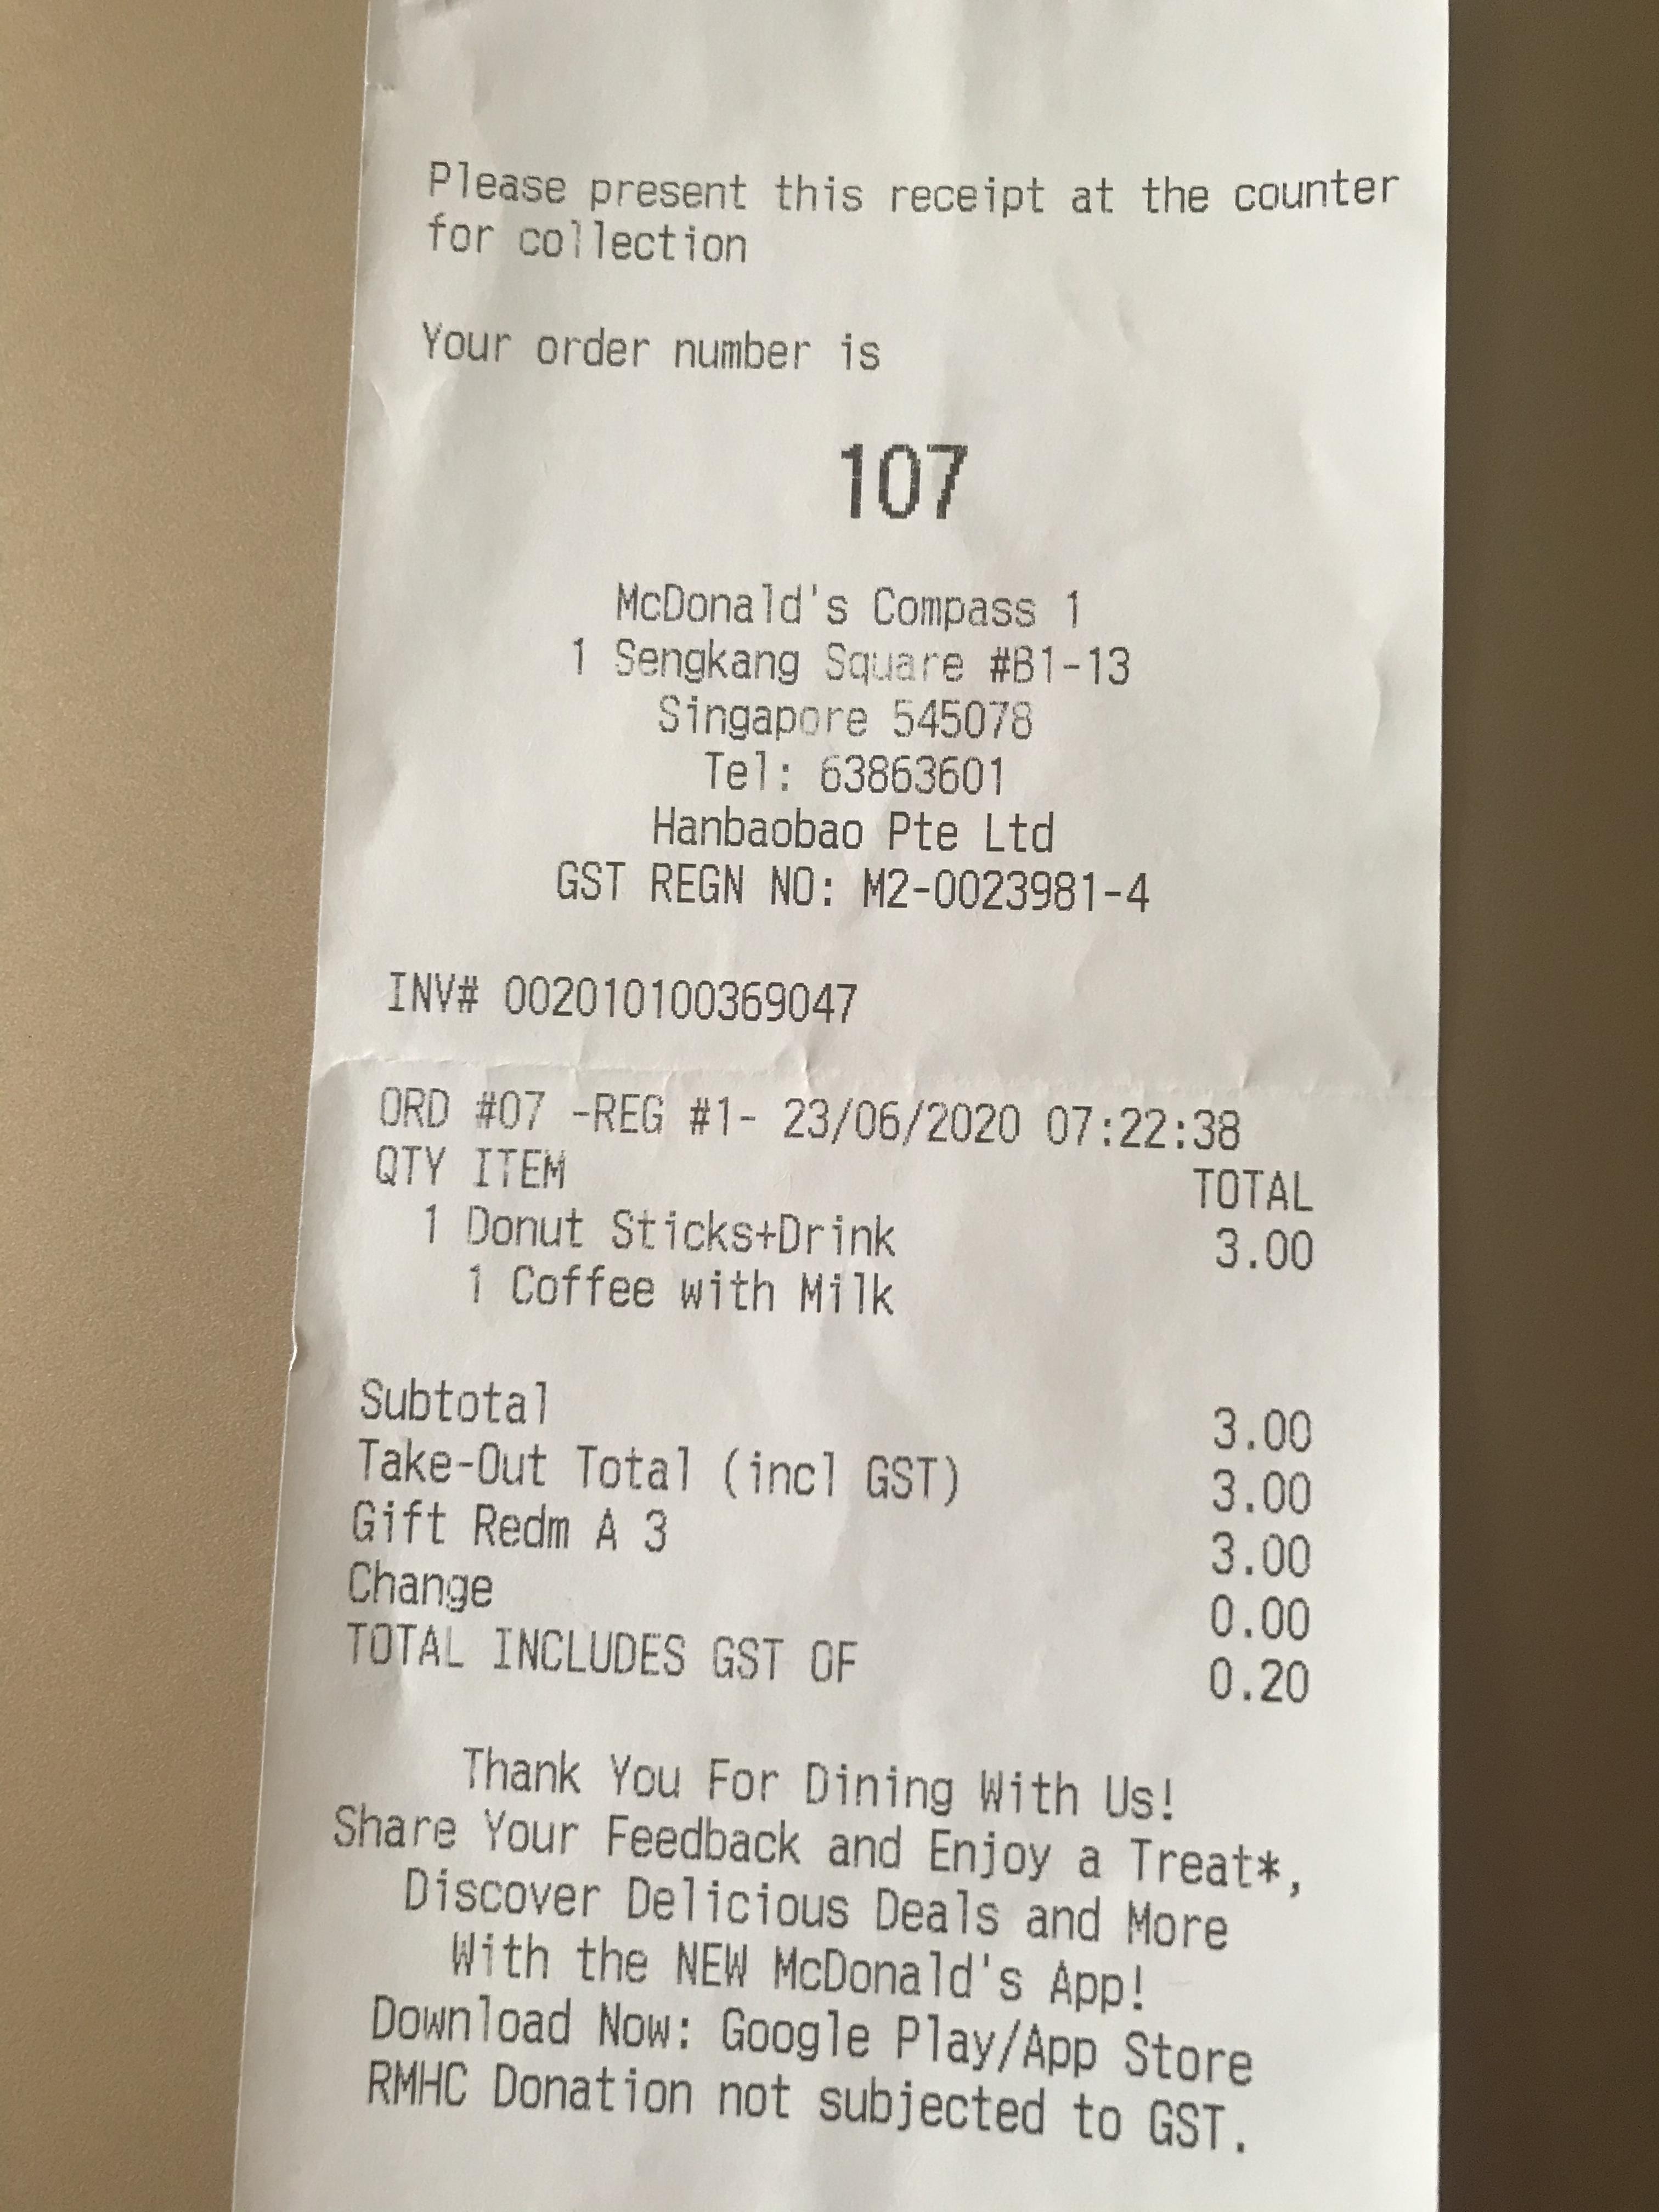 Please present this receipt at the counter
for collection
Your order number is
107
McDonald's Compass 1
1 Sengkang Square #B1-13
Singapore 545078
Tel: 63863601
Hanbaobao Pte Ltd
GST REGN NO: M2-0023981-4
INV# 002010100369047
ORD #07 -REG #1- 23/06/2020 07:22:38
QTY ITEM TOTAL
1 Donut Sticks+Drink 3.00
1 Coffee with Milk
Subtotal 3.00
Take-Out Total (incl GST) 3.00
Gift Redm A 3 3.00
Change 0.00
TOTAL INCLUDES GST OF 0.20
Thank You For Dining With Us!
Share Your Feedback and Enjoy a Treat*,
Discover Delicious Deals and More
With the NEW McDonald's App!
Download Now: Google Play/App Store
RMHC Donation not subjected to GST.